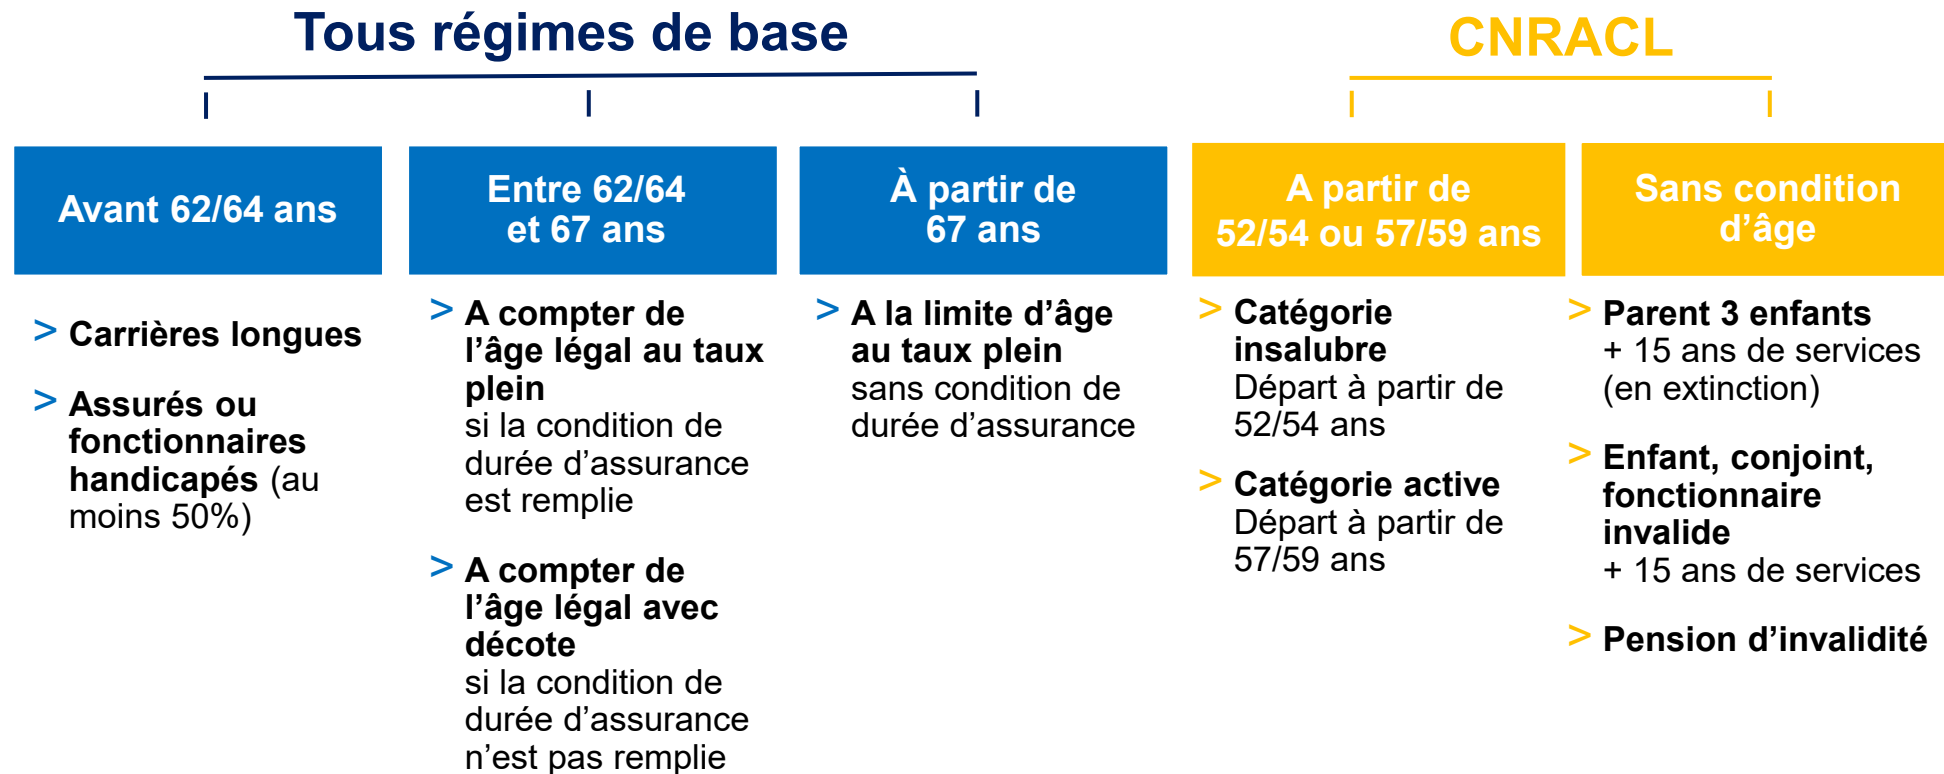 Tous régimes de base
CNRACL
Avant 62/64 ans
Entre 62/64
et 67 ans
À partir de
67 ans
A partir de
52/54 ou 57/59 ans
Sans condition
d’âge
> Carrières longues
> Assurés ou
fonctionnaires
handicapés (au
moins 50%)
> A compter de
l’âge légal au taux
plein
si la condition de
durée d’assurance
est remplie
> A compter de
l’âge légal avec
décote
si la condition de
durée d’assurance
n’est pas remplie
> A la limite d’âge
au taux plein
sans condition de
durée d’assurance
> Catégorie
insalubre
Départ à partir de
52/54 ans
> Catégorie active
Départ à partir de
57/59 ans
> Parent 3 enfants
+ 15 ans de services
(en extinction)
> Enfant, conjoint,
fonctionnaire
invalide
+ 15 ans de services
> Pension d’invalidité